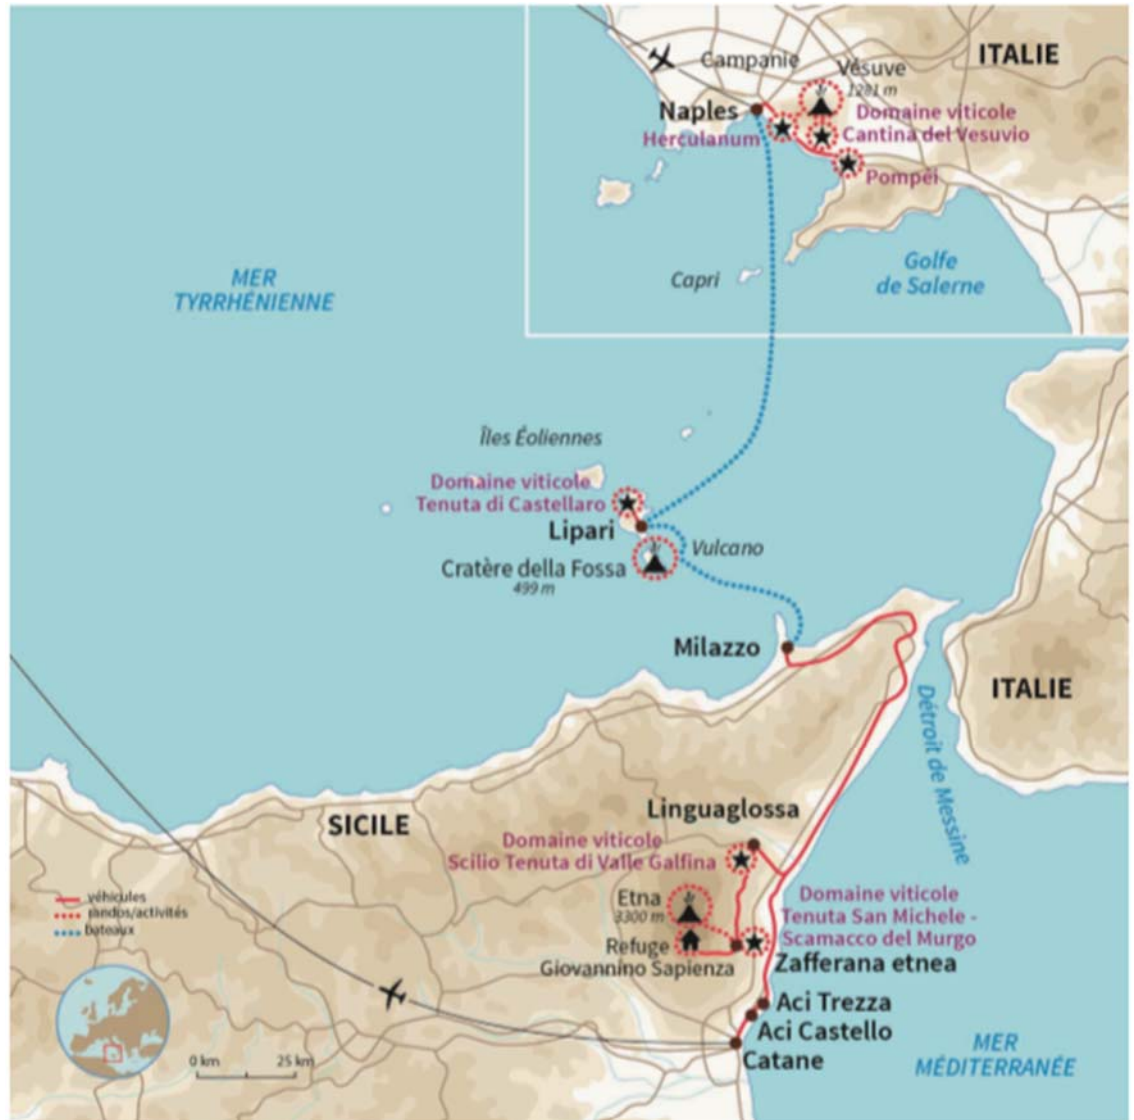 ITALIE
Campanie
Vésuve
1281 m
Naples
Domaine viticole
Cantina del Vesuvio
Herculanum
Pompéi
MER
TYRRHÉNIENNE
Golfe
de Salerne
Capri
Îles Éoliennes
Domaine viticole
Tenuta di Castellaro
Lipari
Vulcano
Cratère della Fossa
499 m
Milazzo
ITALIE
Détroit de Messine
Linguaglossa
SICILE
Domaine viticole
Scilio Tenuta di Valle Galfina
Etna
3300 m
Domaine viticole
Tenuta San Michele -
Scamacco del Murgo
véhicules
randos/activités
bateaux
Refuge
Giovannino Sapienza
Zafferana etnea
Aci Trezza
Aci Castello
Catane
0 km
25 km
MER
MÉDITERRANÉE